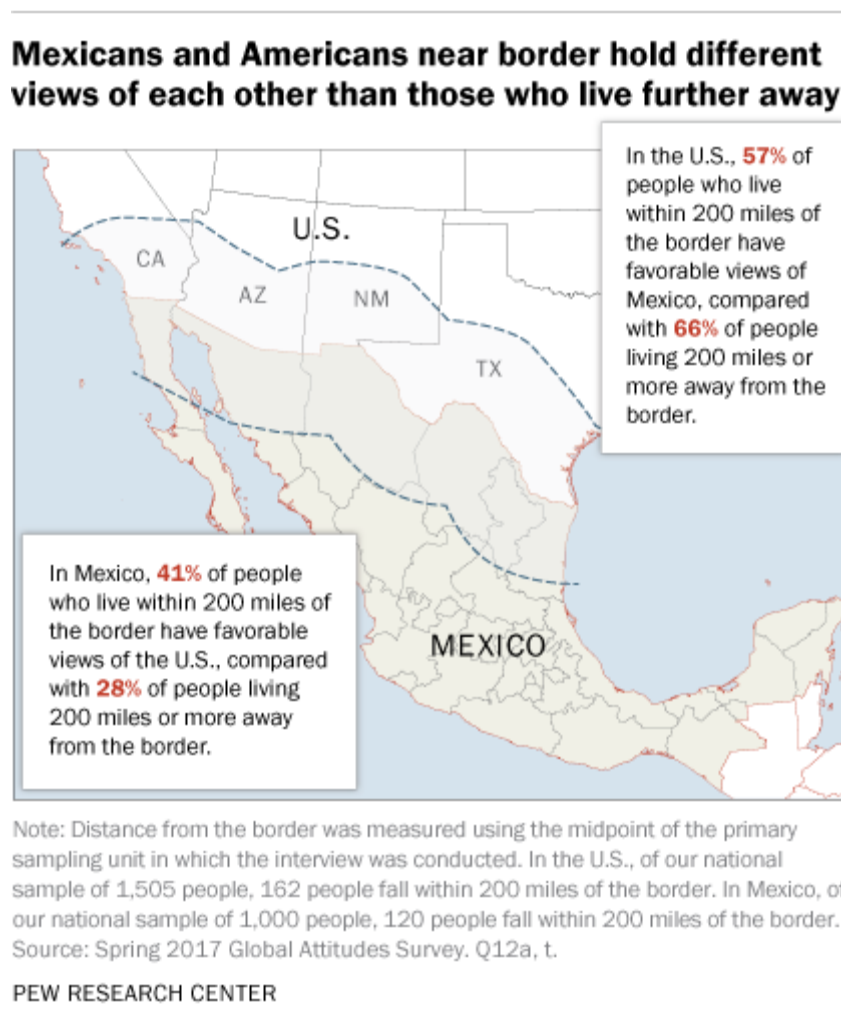 Mexicans and Americans near border hold different
views of each other than those who live further away
In the U.S., 57% of
people who live
within 200 miles of
the border have
favorable views of
Mexico, compared
with 66% of people
living 200 miles or
more away from the
border.
U.S.
CA
AZ
NM
TX
MEXICO
In Mexico, 41% of people
who live within 200 miles of
the border have favorable
views of the U.S., compared
with 28% of people living
200 miles or more away
from the border.
Note: Distance from the border was measured using the midpoint of the primary
sampling unit in which the interview was conducted. In the U.S., of our national
sample of 1,505 people, 162 people fall within 200 miles of the border. In Mexico, of
our national sample of 1,000 people, 120 people fall within 200 miles of the border.
Source: Spring 2017 Global Attitudes Survey. Q12a, t.
PEW RESEARCH CENTER